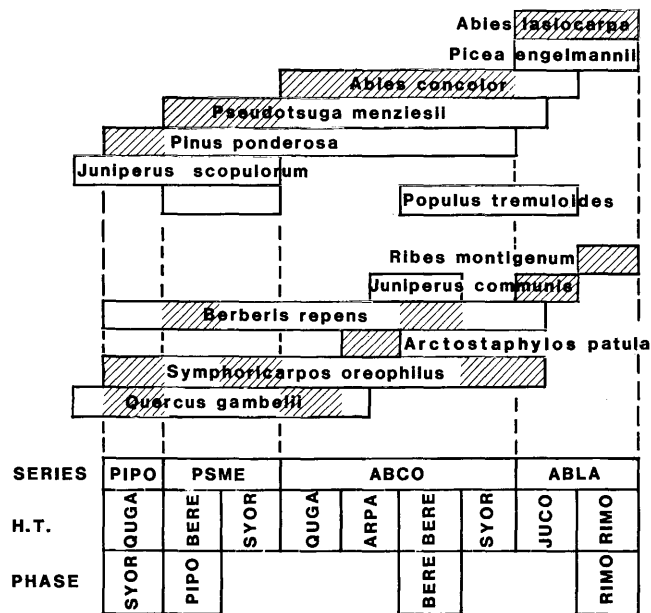 Abies lasiocarpa
Picea engelmannii
Abies concolor
Pseudotsuga menziesii
Pinus ponderosa
Juniperus scopulorum
Populus tremuloides
Ribes montigenum
Juniperus communis
Berberis repens
Arctostaphylos patula
Symphoricarpos oreophilus
Quercus gambelii
SERIES PIPO PSME ABCO ABLA
H.T. QUGA BERE SYOR QUGA ARPA BERE SYOR JUCO RIMO
PHASE SYOR PIPO BERE RIMO